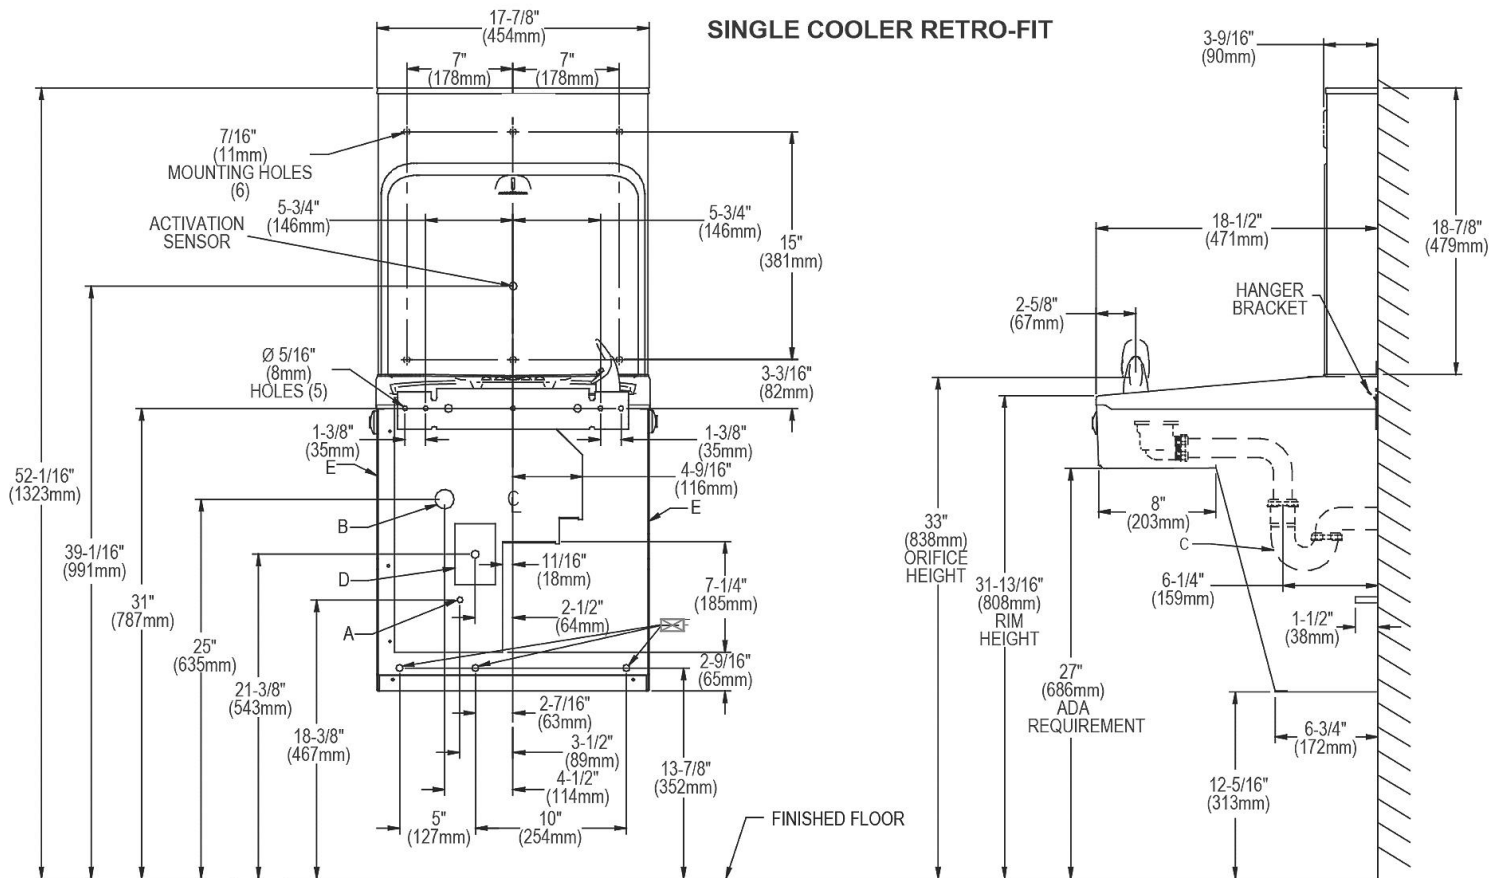 SINGLE COOLER RETRO-FIT
17-7/8"
(454mm)
7"
(178mm)
7"
(178mm)
7/16"
(11mm)
MOUNTING HOLES
(6)
5-3/4"
(146mm)
5-3/4"
(146mm)
ACTIVATION
SENSOR
15"
(381mm)
Ø 5/16"
(8mm)
HOLES (5)
3-3/16"
(82mm)
1-3/8"
(35mm)
1-3/8"
(35mm)
E
4-9/16"
(116mm)
E
52-1/16"
(1323mm)
B
C
L
39-1/16"
(991mm)
D
11/16"
(18mm)
7-1/4"
(185mm)
31"
(787mm)
A
2-1/2"
(64mm)
25"
(635mm)
2-9/16"
(65mm)
21-3/8"
(543mm)
2-7/16"
(63mm)
18-3/8"
(467mm)
3-1/2"
(89mm)
13-7/8"
(352mm)
4-1/2"
(114mm)
5"
(127mm)
10"
(254mm)
FINISHED FLOOR
3-9/16"
(90mm)
18-1/2"
(471mm)
18-7/8"
(479mm)
HANGER
BRACKET
2-5/8"
(67mm)
8"
(203mm)
33"
(838mm)
ORIFICE
HEIGHT
C
31-13/16"
(808mm)
RIM
HEIGHT
6-1/4"
(159mm)
1-1/2"
(38mm)
27"
(686mm)
ADA
REQUIREMENT
6-3/4"
(172mm)
12-5/16"
(313mm)